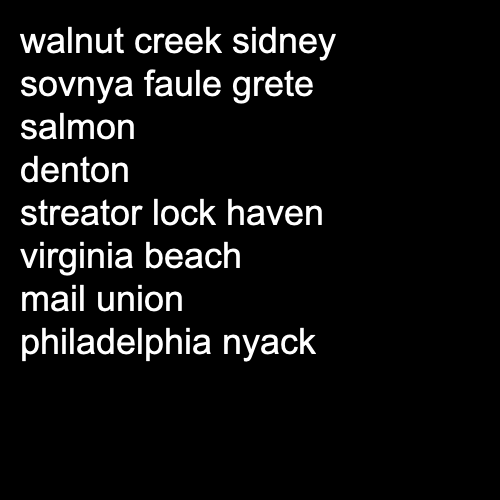 walnut creek sidney
sovnya faule grete
salmon
denton
streator lock haven
virginia beach
mail union
philadelphia nyack